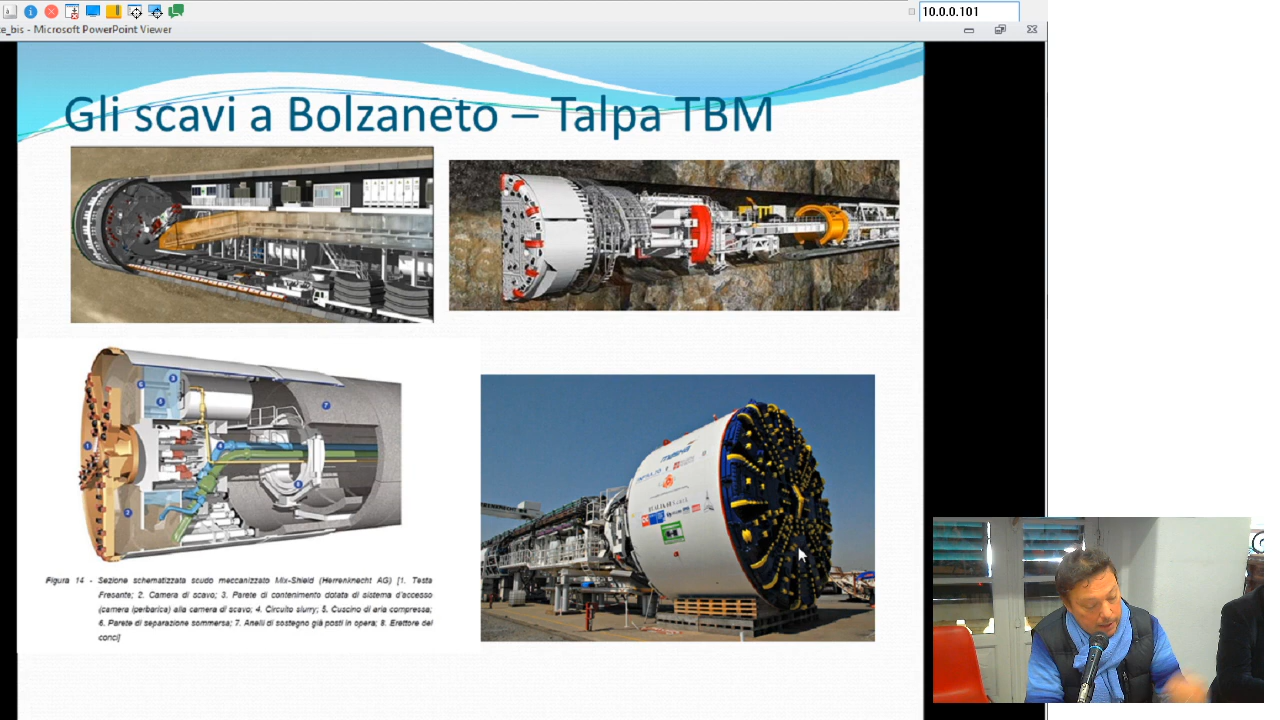 10.0.0.101
te_bis - Microsoft PowerPoint Viewer
Gli scavi a Bolzaneto – Talpa TBM
Figura 14 - Sezione schematizzata scudo meccanizzato Mix-Shield (Herrenknecht AG) [1. Testa
Fresante; 2. Camera di scavo; 3. Parete di contenimento dotata di sistema d'accesso
(camera iperbarica) alla camera di scavo; 4. Circuito slurry; 5. Cuscino di aria compressa;
6. Parete di separazione sommersa; 7. Anelli di sostegno già posti in opera; 8. Erettore dei
conci]